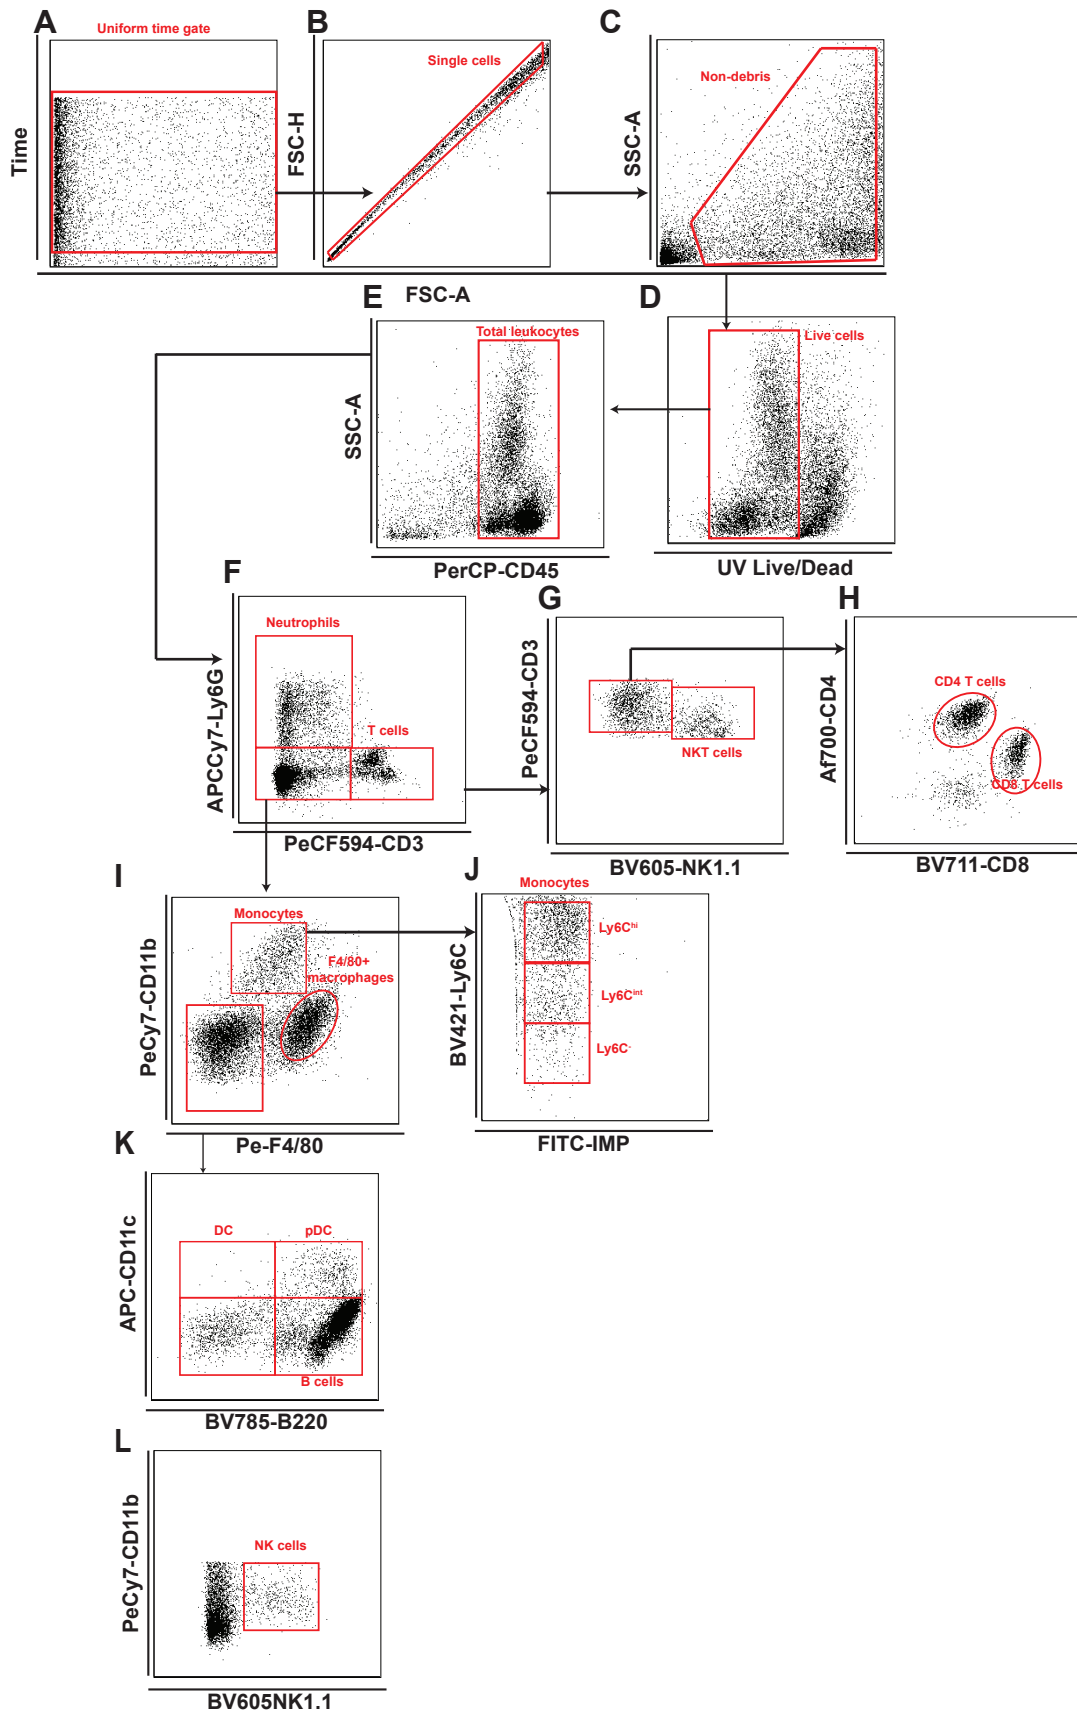 A
Uniform time gate
Time
B
Single cells
FSC-H
C
Non-debris
SSC-A
FSC-A
E
Total leukocytes
SSC-A
PerCP-CD45
D
Live cells
UV Live/Dead
F
Neutrophils
T cells
APCCy7-Ly6G
PeCF594-CD3
G
PeCF594-CD3
NKT cells
BV605-NK1.1
H
CD4 T cells
CD8 T cells
Af700-CD4
BV711-CD8
I
Monocytes
F4/80+
macrophages
PeCy7-CD11b
Pe-F4/80
J
Monocytes
Ly6Chi
Ly6Cint
Ly6C-
BV421-Ly6C
FITC-IMP
K
DC
pDC
B cells
APC-CD11c
BV785-B220
L
NK cells
PeCy7-CD11b
BV605NK1.1